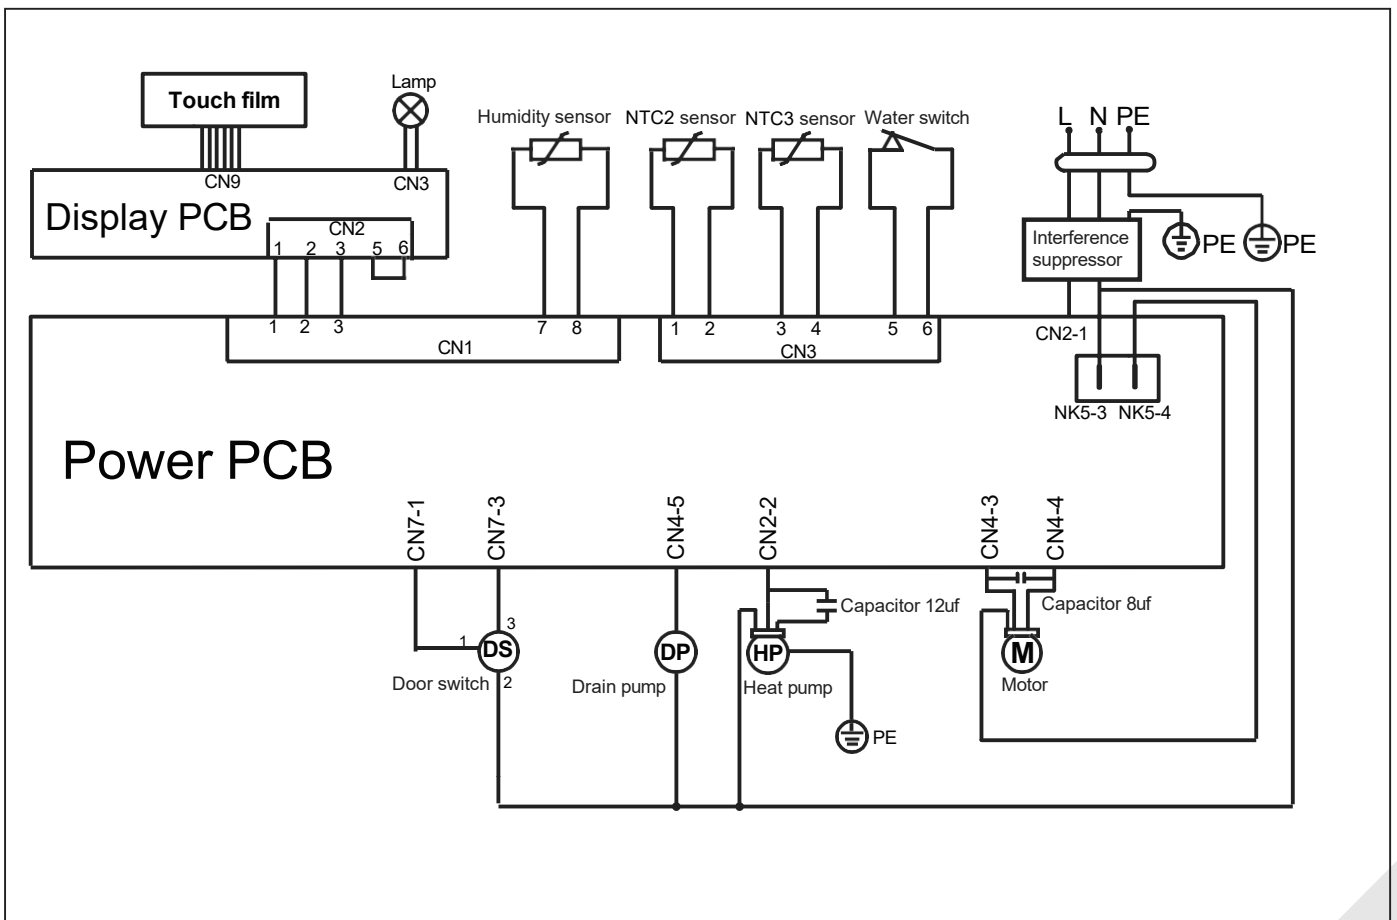 Lamp
Touch film
Humidity sensor
NTC2 sensor
NTC3 sensor
Water switch
L N PE
CN9
CN3
Display PCB
CN2
1 2 3 5 6
Interference
suppressor
PE
PE
1 2 3
7 8
1 2 3 4 5 6
CN1
CN3
CN2-1
NK5-3 NK5-4
Power PCB
CN7-1
CN7-3
CN4-5
CN2-2
CN4-3
CN4-4
Capacitor 12uf
Capacitor 8uf
3
1
DS
DP
HP
M
Door switch
2
Drain pump
Heat pump
Motor
PE